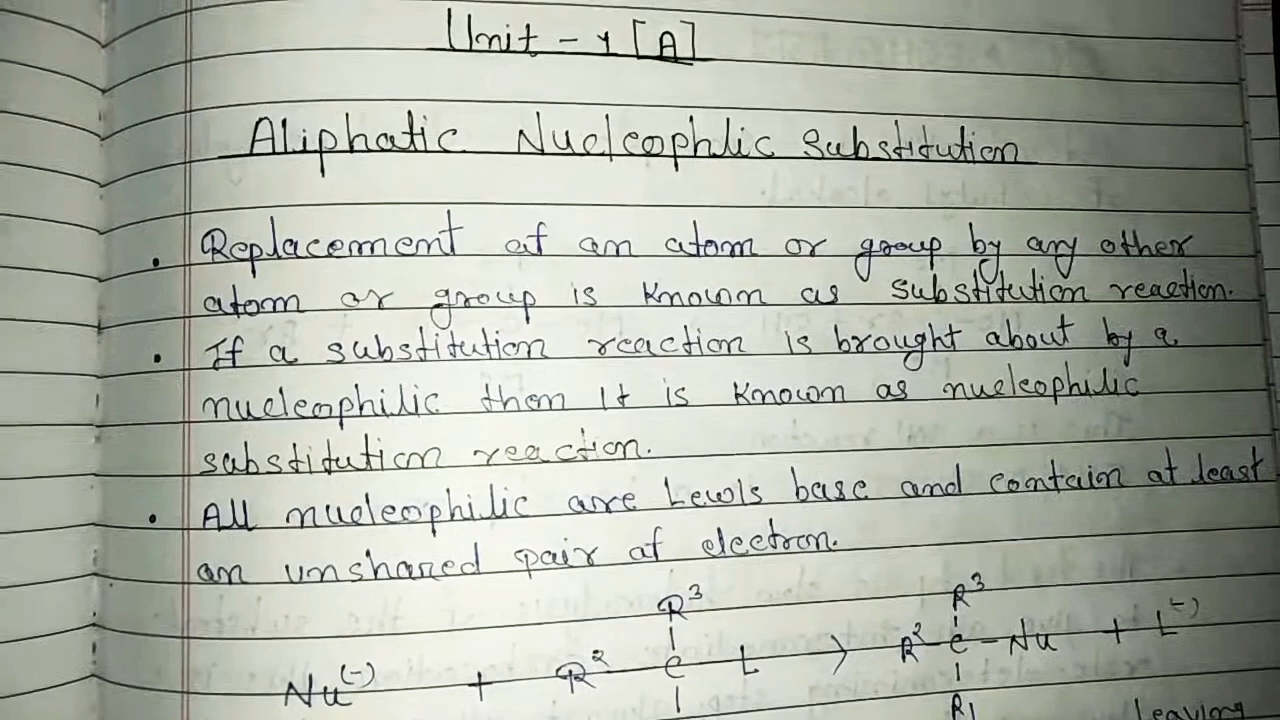 Unit - 1 [A]
Aliphatic Nucleophlic Substitution
• Replacement of an atom or group by any other
atom or group is known as substitution reaction.
• If a substitution reaction is brought about by a
nucleophilic then It is known as nucleophilic
substitution reaction.
• All nucleophilic are Lewis base and contain at least
an unshared pair of electron.
R³ R³
Nu(-) + R² - C - L → R² - C - Nu + L(-)
R1
leaving